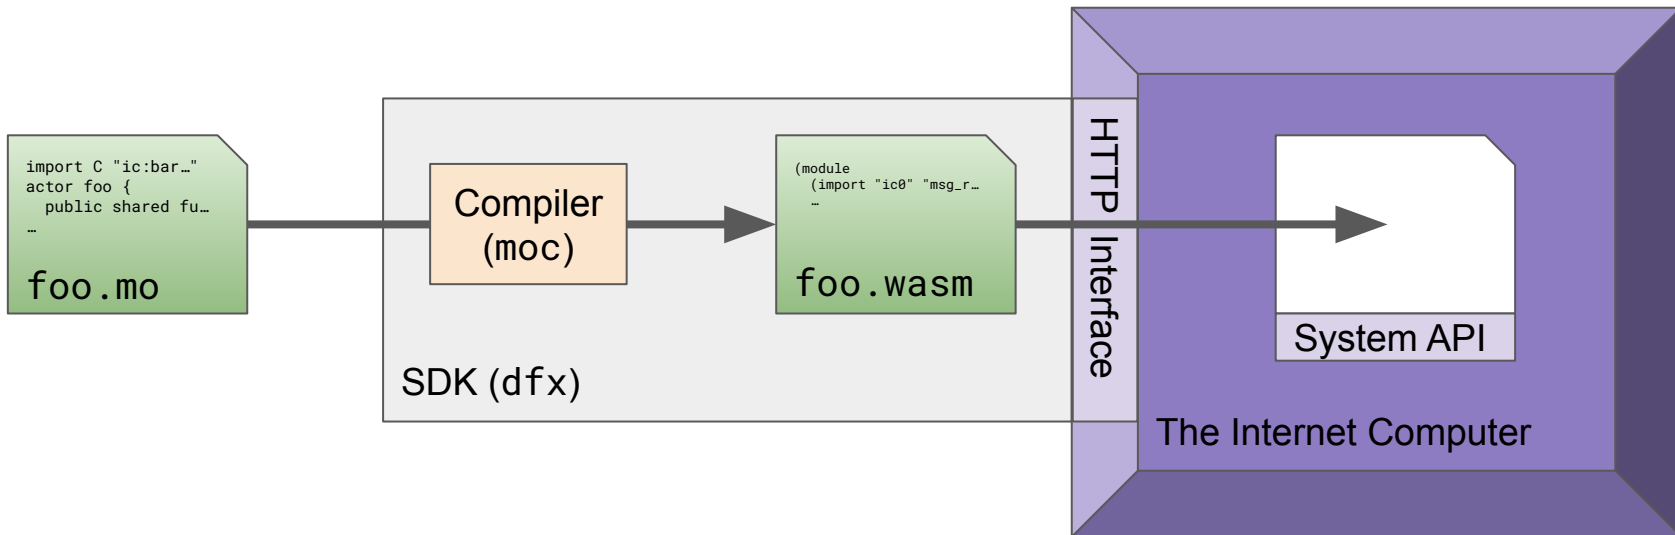 import C "ic:bar…"
actor foo {
  public shared fu…
…
foo.mo
Compiler
(moc)
(module
  (import "ic0" "msg_r…
  …
foo.wasm
SDK (dfx)
HTTP Interface
System API
The Internet Computer